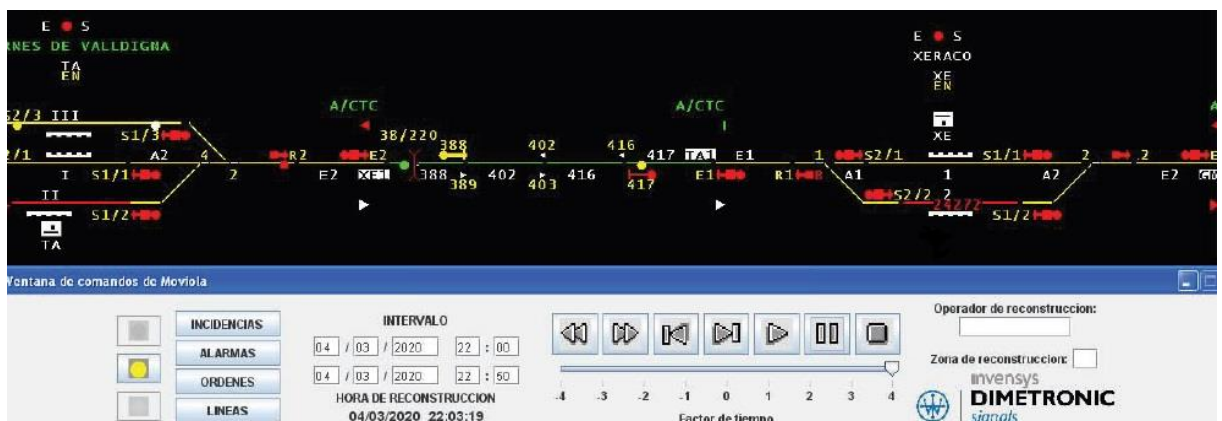 E S
RNES DE VALLDIGNA
TA
EN
E S
XERACO
XE
EN
XE
A/CTC
A/CTC
S2/3 III
S1/3
38/220
388
402
416
2/1
A2
4
R2
E2
417 TA1 E1
1
S2/1
S1/1
2
2
I S1/1
2
E2 XE1
388
402
416
E1
R1
A1
1
A2
E2
389
403
417
II
S1/2
S2/2 2
24272
S1/2
TA
Ventana de comandos de Moviola
INCIDENCIAS
ALARMAS
ORDENES
LINEAS
INTERVALO
04 / 03 / 2020 22 : 00
04 / 03 / 2020 22 : 50
HORA DE RECONSTRUCCION
04/03/2020 22:03:19
-4 -3 -2 -1 0 1 2 3 4
Factor de tiempo
Operador de reconstruccion:
Zona de reconstruccion:
invensys
DIMETRONIC
signals